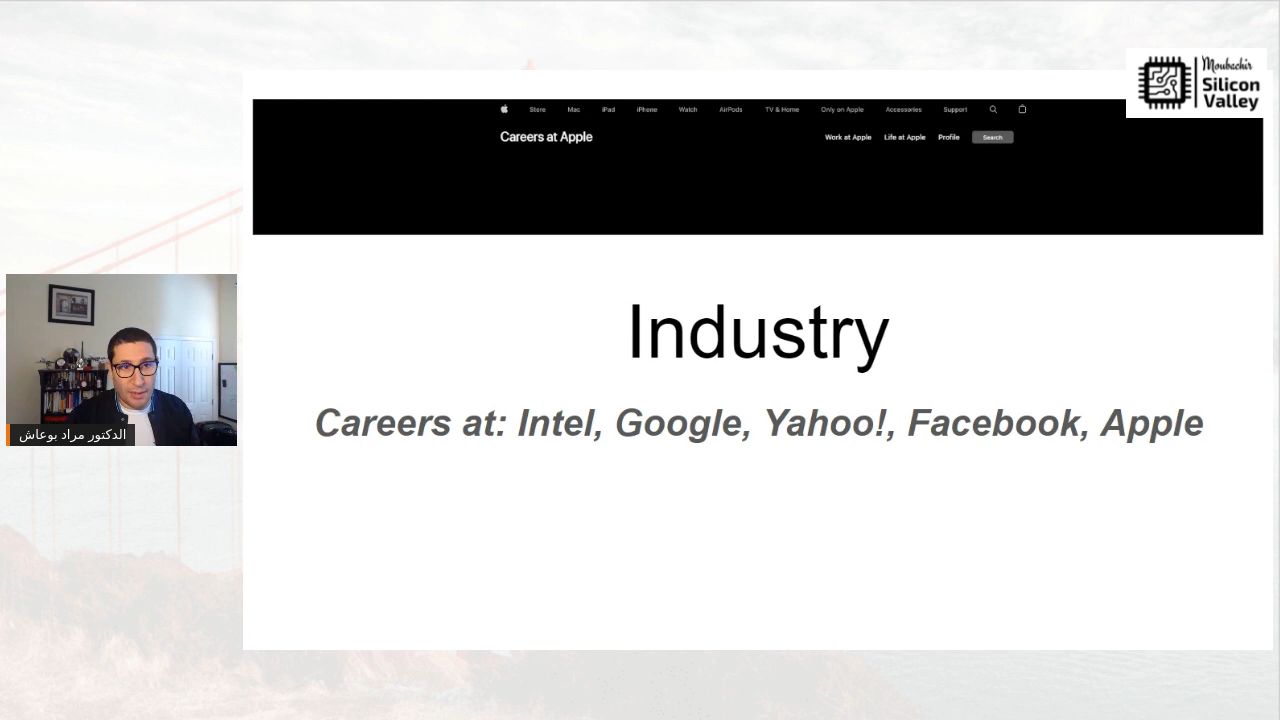 Moubachir
Silicon
Valley
Store Mac iPad iPhone Watch AirPods TV & Home Only on Apple Accessories Support
Careers at Apple
Work at Apple Life at Apple Profile Search
Industry
Careers at: Intel, Google, Yahoo!, Facebook, Apple
الدكتور مراد بوعاش